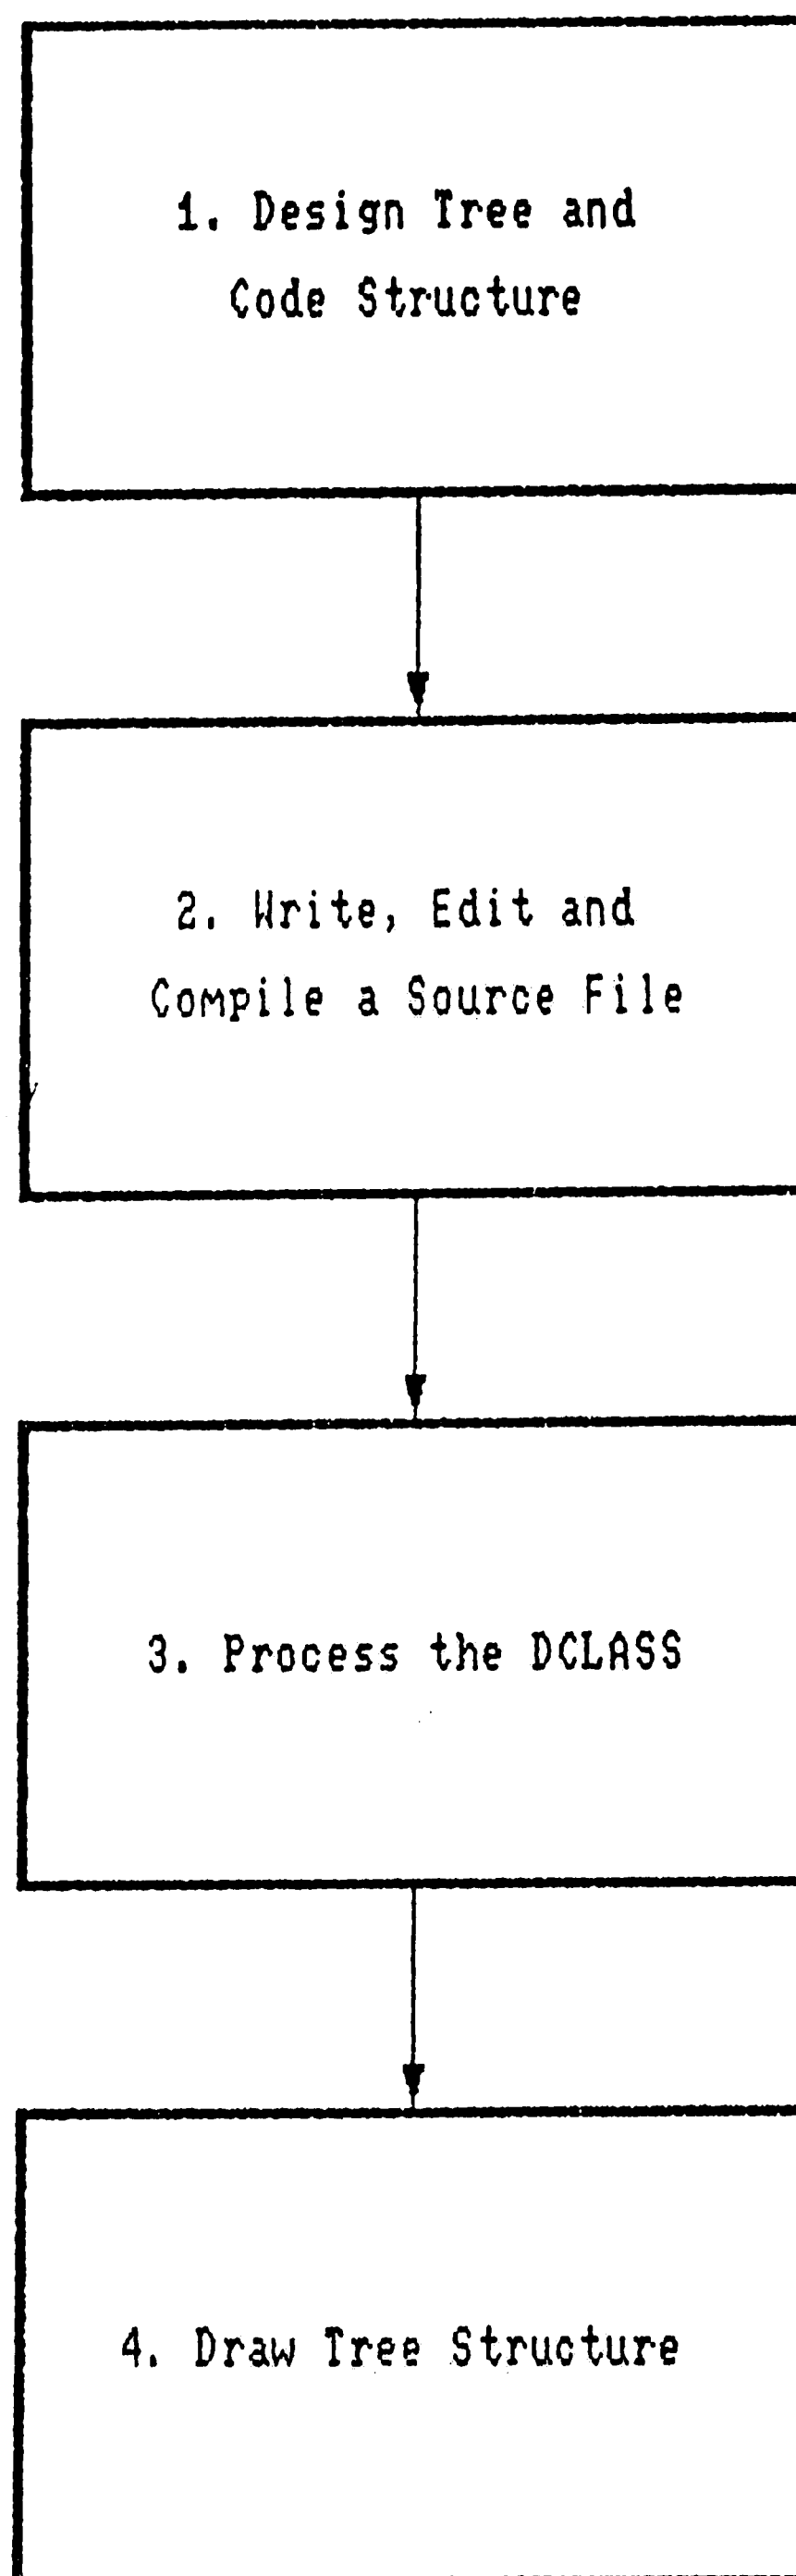 1. Design Tree and
Code Structure
2. Write, Edit and
Compile a Source File
3. Process the DCLASS
4. Draw Tree Structure